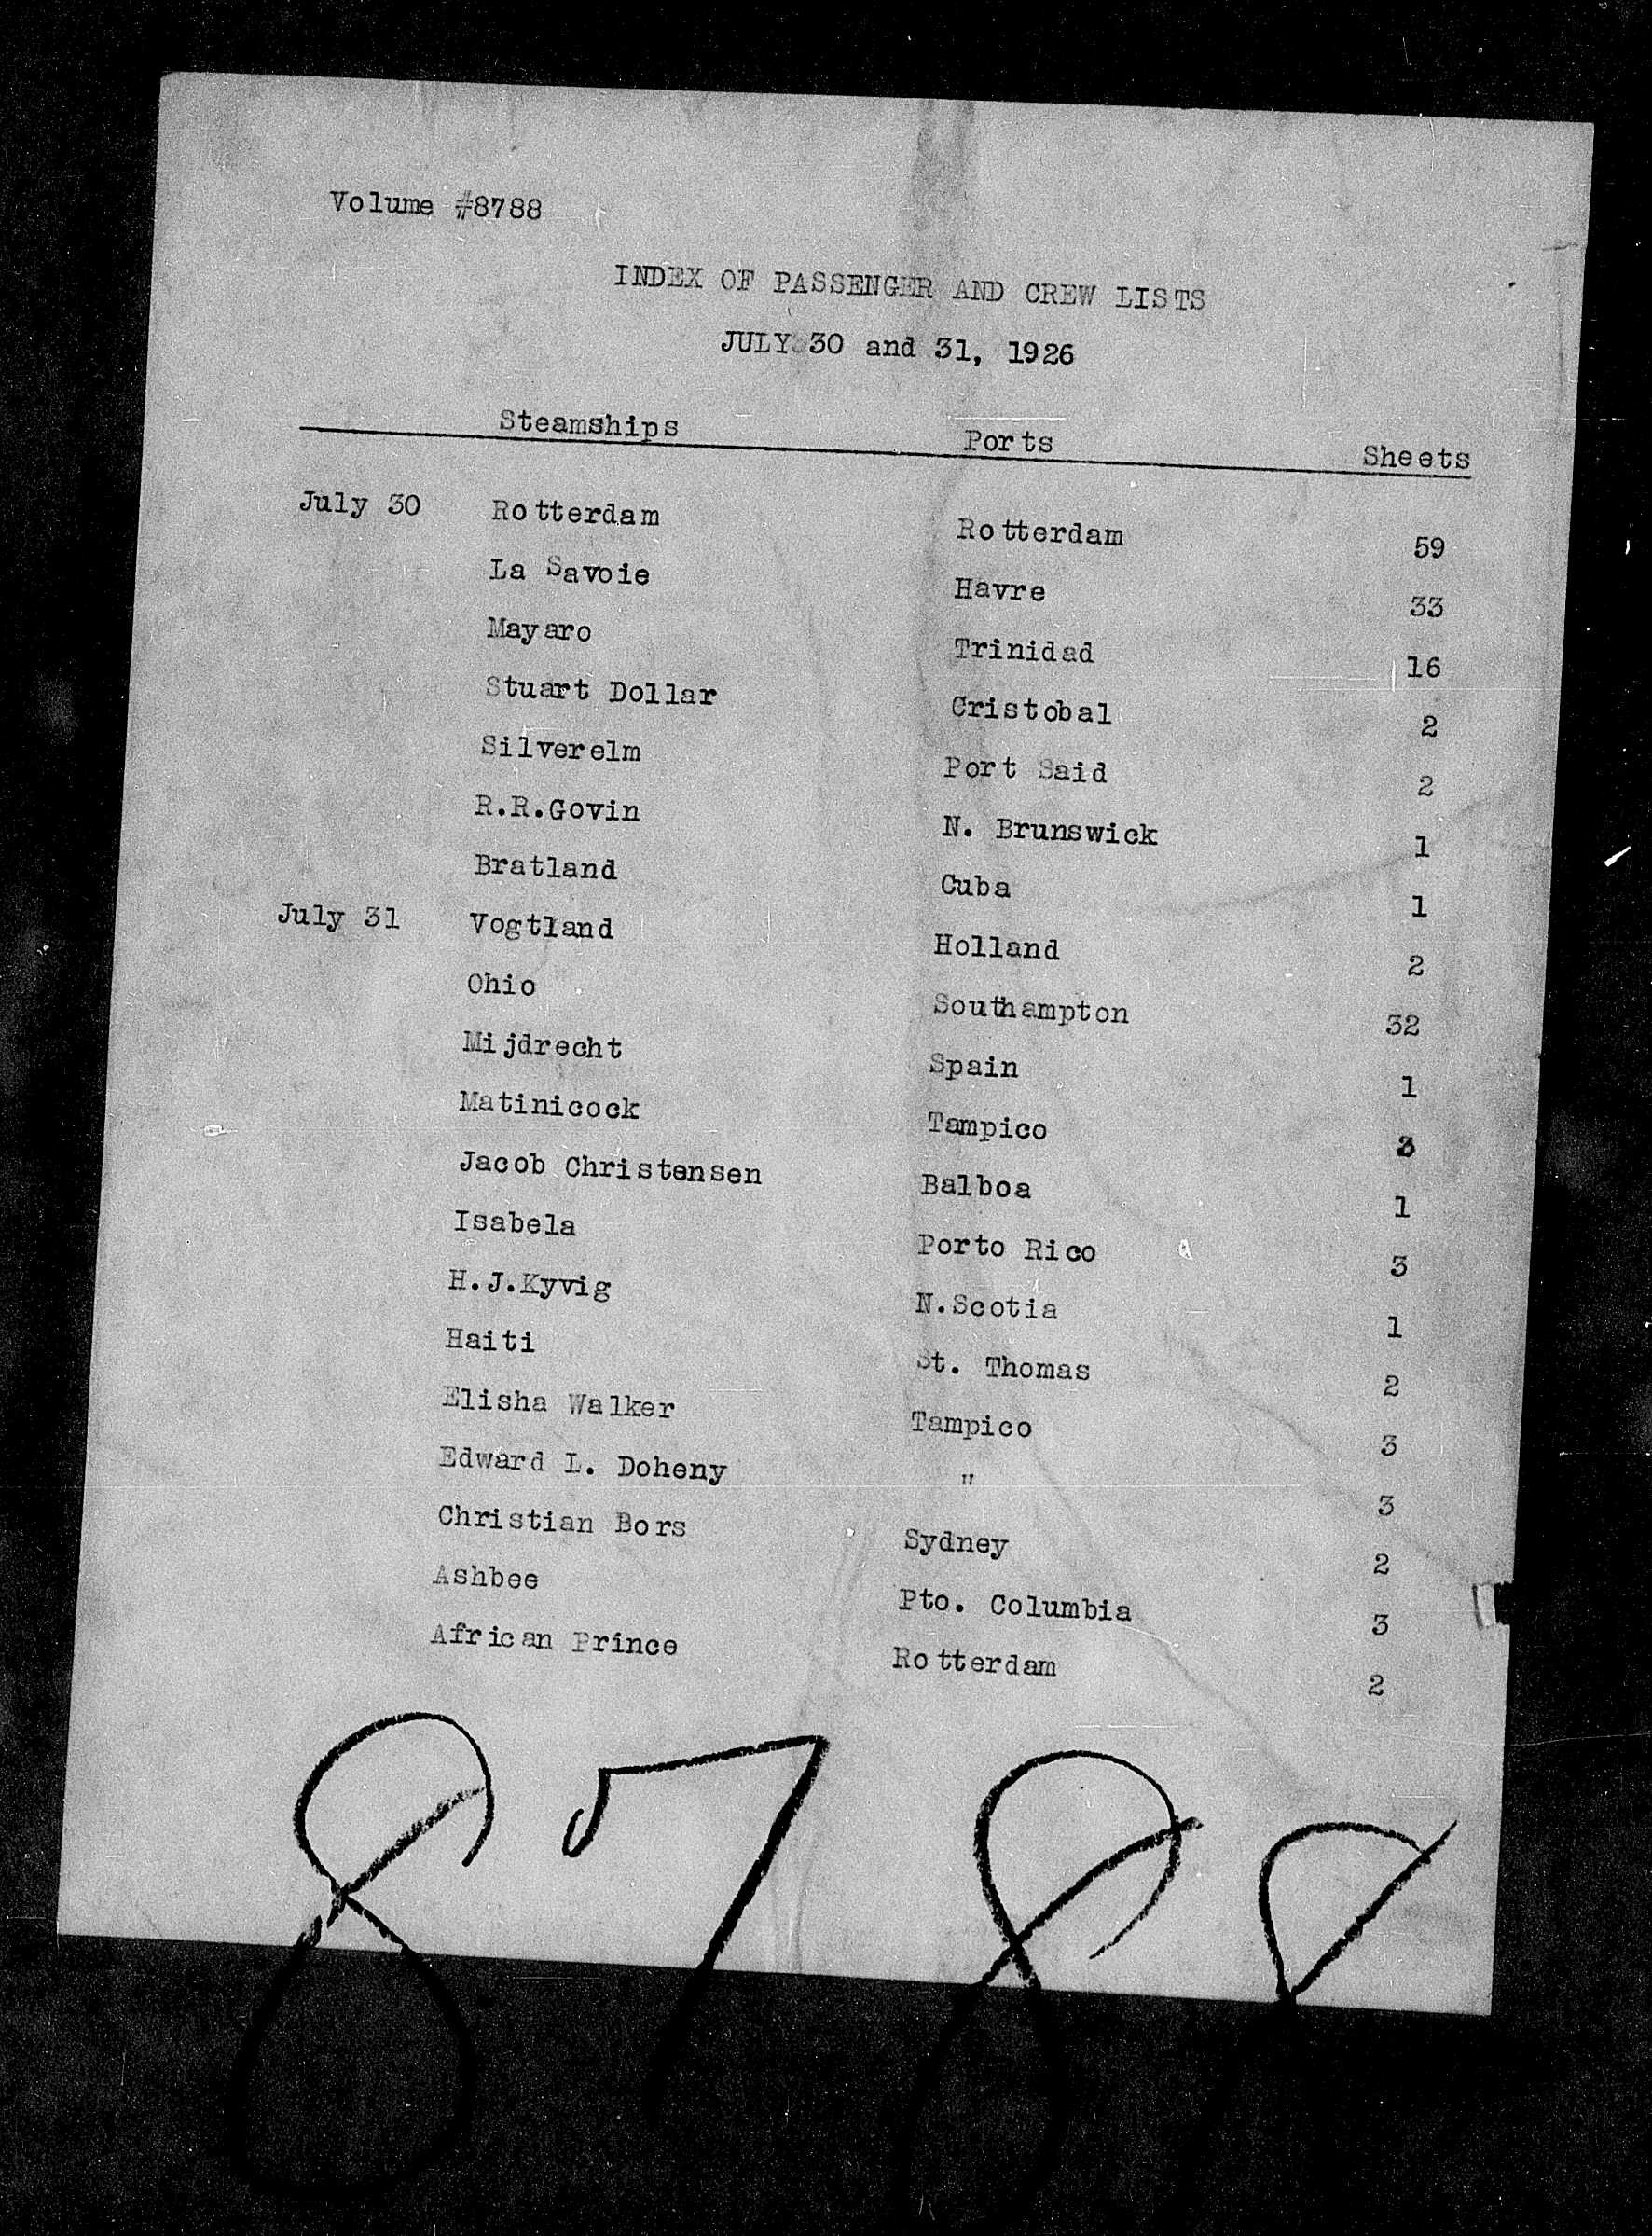 Volume #8788
INDEX OF PASSENGER AND CREW LISTS
JULY 30 and 31, 1926
Steamships Ports Sheets
July 30 Rotterdam Rotterdam 59
La Savoie Havre 33
Mayaro Trinidad 16
Stuart Dollar Cristobal 2
Silverelm Port Said 2
R.R.Govin N. Brunswick 1
Bratland Cuba 1
July 31 Vogtland Holland 2
Ohio Southampton 32
Mijdrecht Spain 1
Matinicock Tampico
Jacob Christensen Balboa 1
Isabela Porto Rico 3
H.J.Kyvig N.Scotia 1
Haiti St. Thomas 2
Elisha Walker Tampico 3
Edward L. Doheny " 3
Christian Bors Sydney 2
Ashbee Pto. Columbia 3
African Prince Rotterdam 2
8788